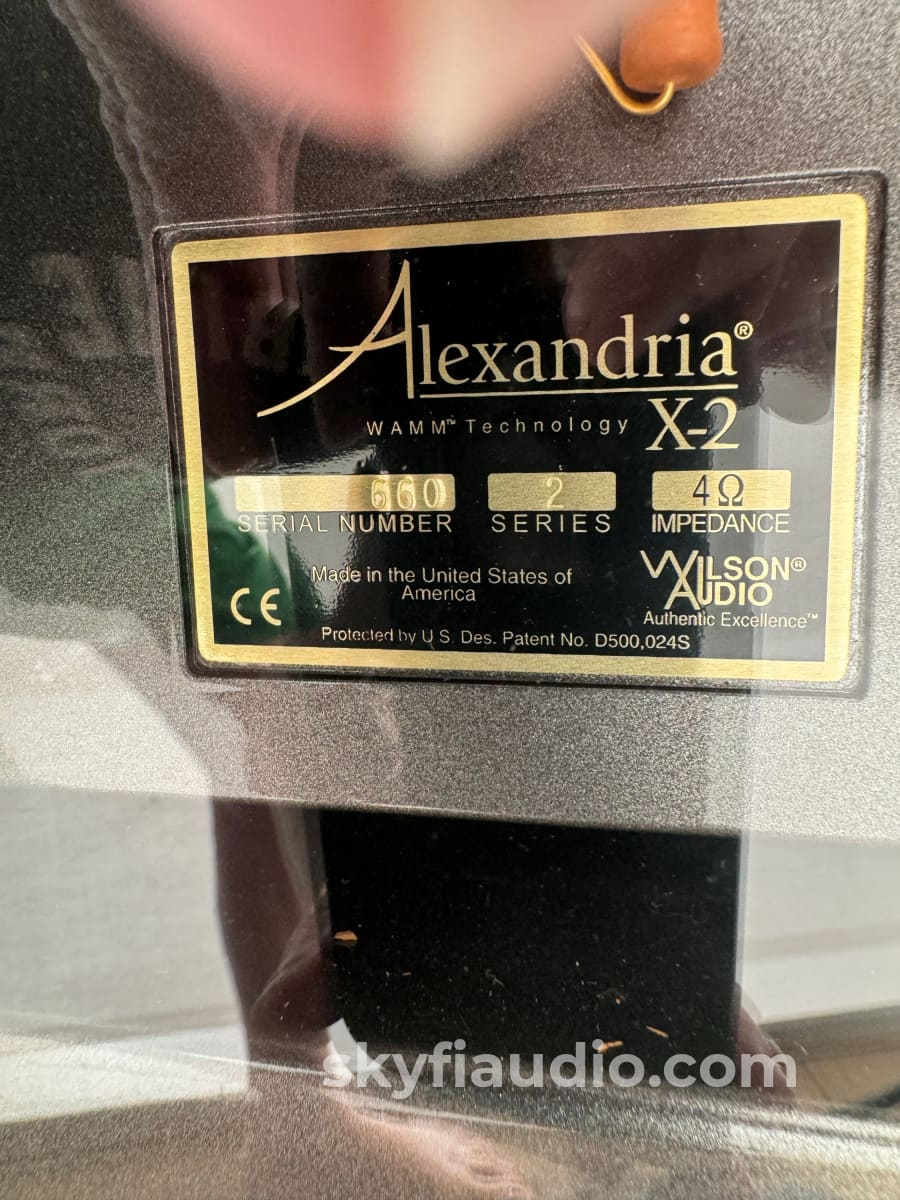 Alexandria®
WAMM™ Technology X-2
660 2 4Ω
SERIAL NUMBER SERIES IMPEDANCE
Made in the United States of
America
WILSON®
AUDIO
Authentic Excellence™
CE
Protected by U.S. Des. Patent No. D500,024S
skyfiaudio.com